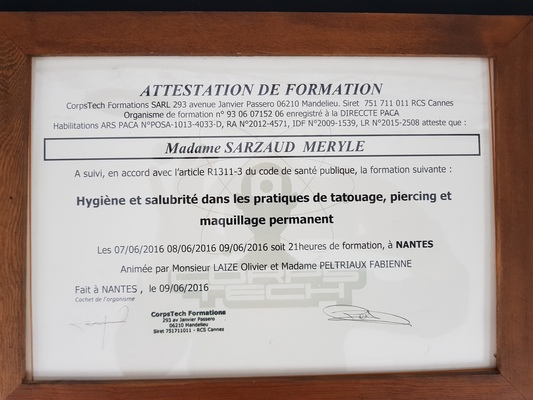 ATTESTATION DE FORMATION
CorpsTech Formations SARL 293 avenue Janvier Passero 06210 Mandelieu. Siret 751 711 011 RCS Cannes
Organisme de formation n° 93 06 07152 06 enregistré à la DIRECCTE PACA
Habilitations ARS PACA N°POSA-1013-4033-D, RA N°2012-4571, IDF N°2009-1539, LR N°2015-2508 atteste que :
Madame SARZAUD MERYLE
A suivi, en accord avec l'article R1311-3 du code de santé publique, la formation suivante :
Hygiène et salubrité dans les pratiques de tatouage, piercing et
maquillage permanent
Les 07/06/2016 08/06/2016 09/06/2016 soit 21heures de formation, à NANTES
Animée par Monsieur LAIZE Olivier et Madame PELTRIAUX FABIENNE
CORPS
TECH
Fait à NANTES , le 09/06/2016
Cachet de l'organisme
CorpsTech Formations
293 av Janvier Passero
06210 Mandelieu
Siret 751711011 - RCS Cannes